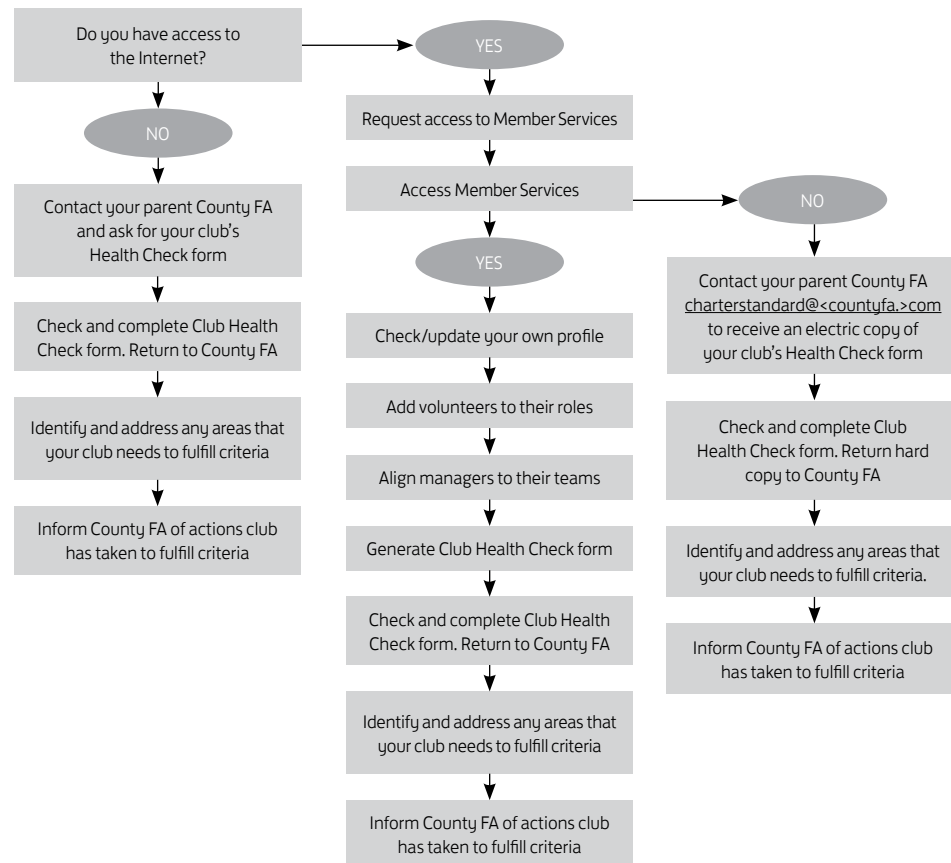 Do you have access to
the Internet?
YES
NO
Request access to Member Services
Access Member Services
NO
Contact your parent County FA
and ask for your club's
Health Check form
Check and complete Club Health
Check form. Return to County FA
Identify and address any areas that
your club needs to fulfill criteria
Inform County FA of actions club
has taken to fulfill criteria
YES
Check/update your own profile
Add volunteers to their roles
Align managers to their teams
Generate Club Health Check form
Check and complete Club Health
Check form. Return to County FA
Identify and address any areas that
your club needs to fulfill criteria
Inform County FA of actions club
has taken to fulfill criteria
Contact your parent County FA
charterstandard@<countyfa.>com
to receive an electric copy of
your club's Health Check form
Check and complete Club
Health Check form. Return hard
copy to County FA
Identify and address any areas that
your club needs to fulfill criteria.
Inform County FA of actions club
has taken to fulfill criteria